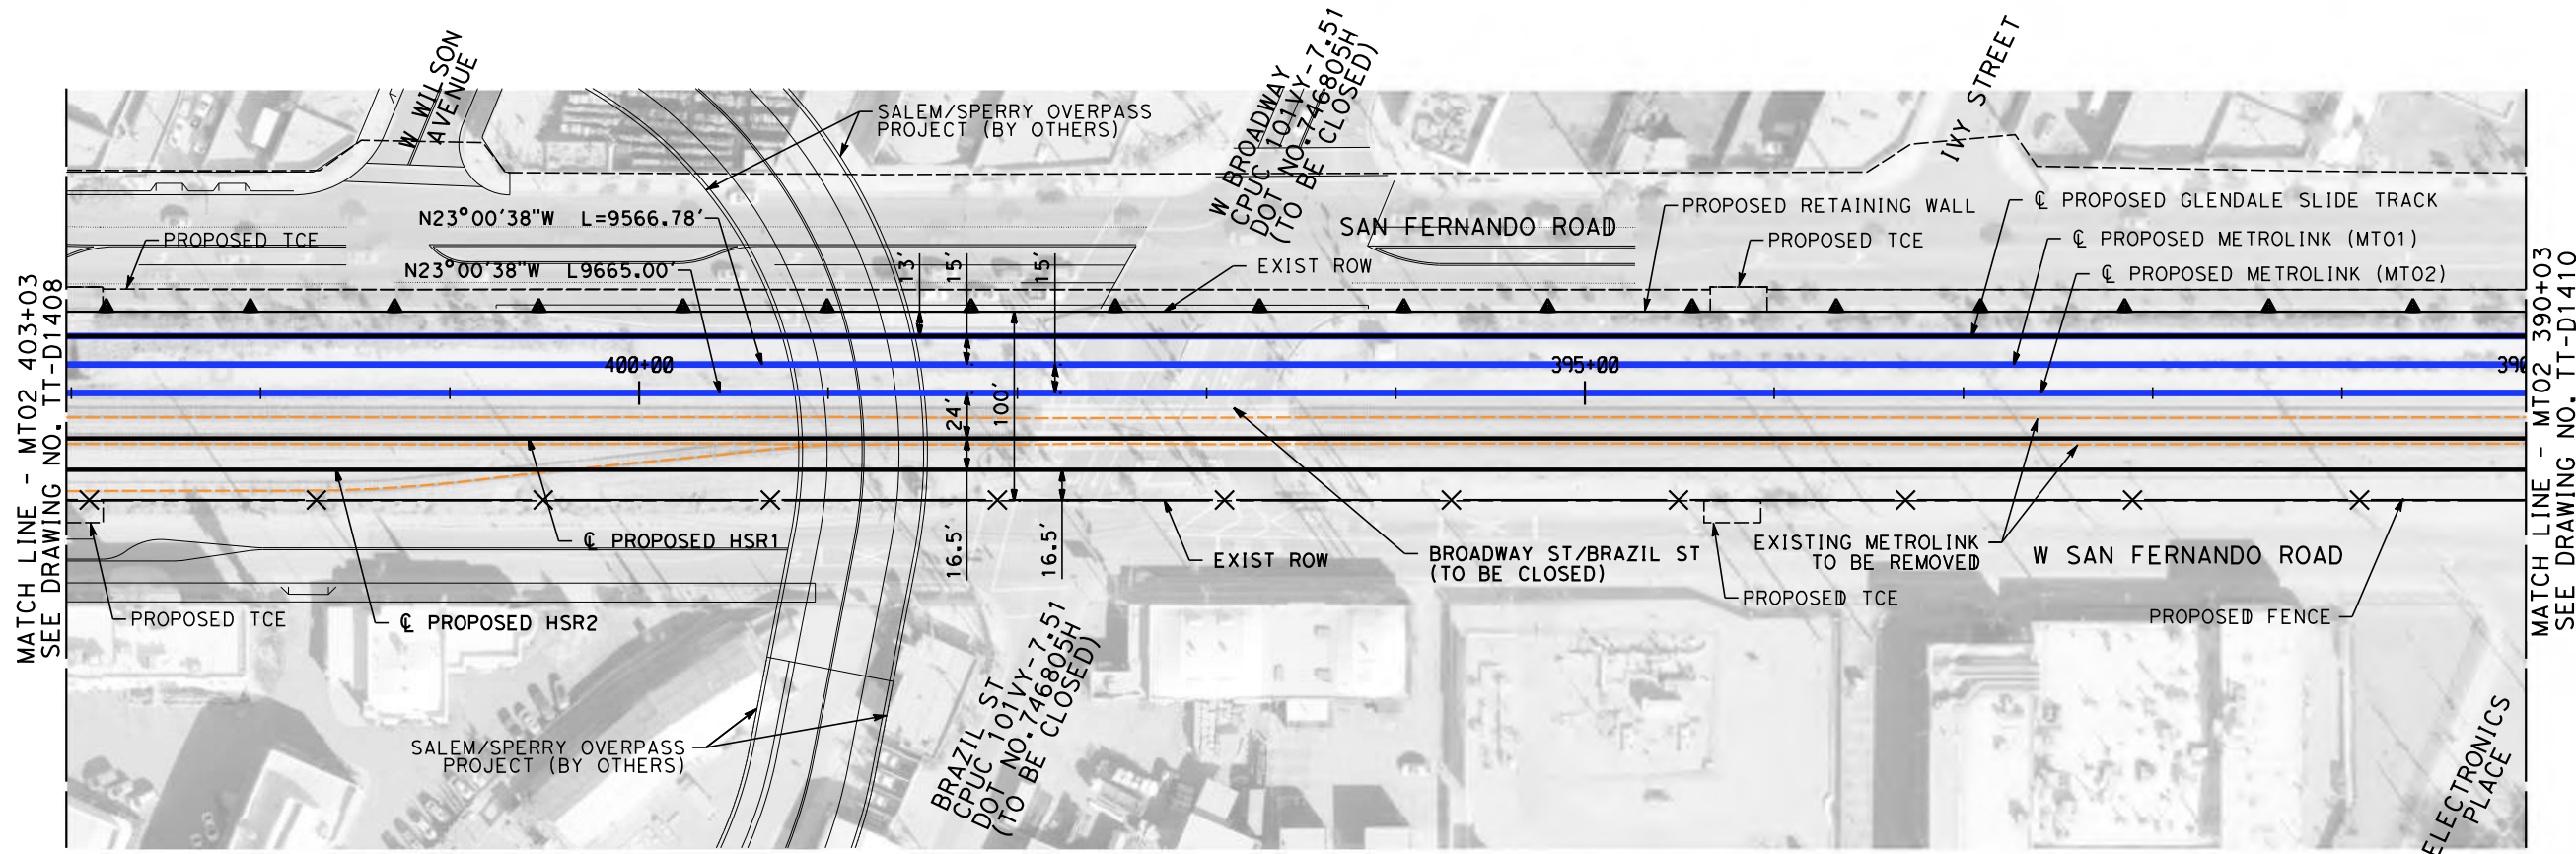 W WILSON
AVENUE
SALEM/SPERRY OVERPASS
PROJECT (BY OTHERS)
W BROADWAY
CPUC 101VY-7.51
DOT NO.746805H
(TO BE CLOSED)
IVY STREET
N23°00'38"W L=9566.78'
N23°00'38"W L9665.00'
PROPOSED TCE
SAN FERNANDO ROAD
EXIST ROW
PROPOSED RETAINING WALL
PROPOSED TCE
℄ PROPOSED GLENDALE SLIDE TRACK
℄ PROPOSED METROLINK (MT01)
℄ PROPOSED METROLINK (MT02)
MATCH LINE - MT02 403+03
SEE DRAWING NO. TT-D1408
13'
15'
15'
400+00
395+00
390
24'
100'
16.5'
16.5'
℄ PROPOSED HSR1
℄ PROPOSED HSR2
PROPOSED TCE
EXIST ROW
BROADWAY ST/BRAZIL ST
(TO BE CLOSED)
PROPOSED TCE
EXISTING METROLINK
TO BE REMOVED
W SAN FERNANDO ROAD
PROPOSED FENCE
MATCH LINE - MT02 390+03
SEE DRAWING NO. TT-D1410
SALEM/SPERRY OVERPASS
PROJECT (BY OTHERS)
BRAZIL ST
CPUC 101VY-7.51
DOT NO.746805H
(TO BE CLOSED)
ELECTRONICS
PLACE